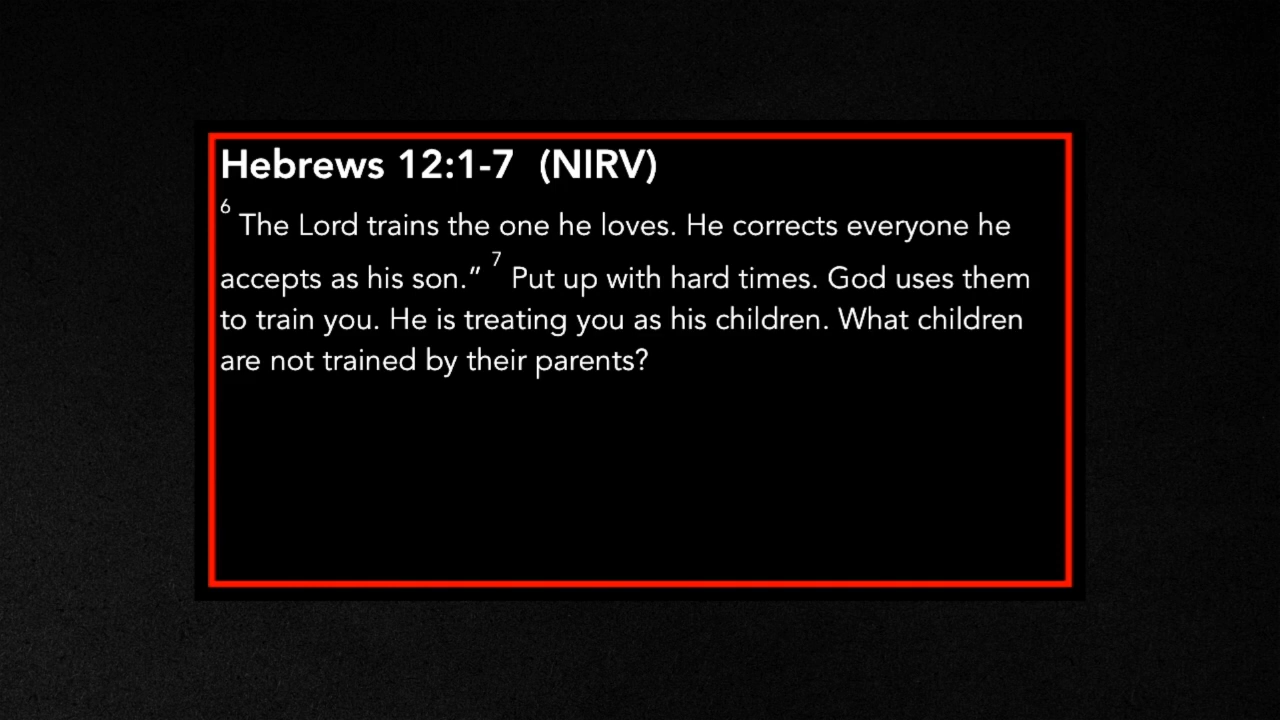 Hebrews 12:1-7 (NIRV)
6 The Lord trains the one he loves. He corrects everyone he
accepts as his son.” 7 Put up with hard times. God uses them
to train you. He is treating you as his children. What children
are not trained by their parents?